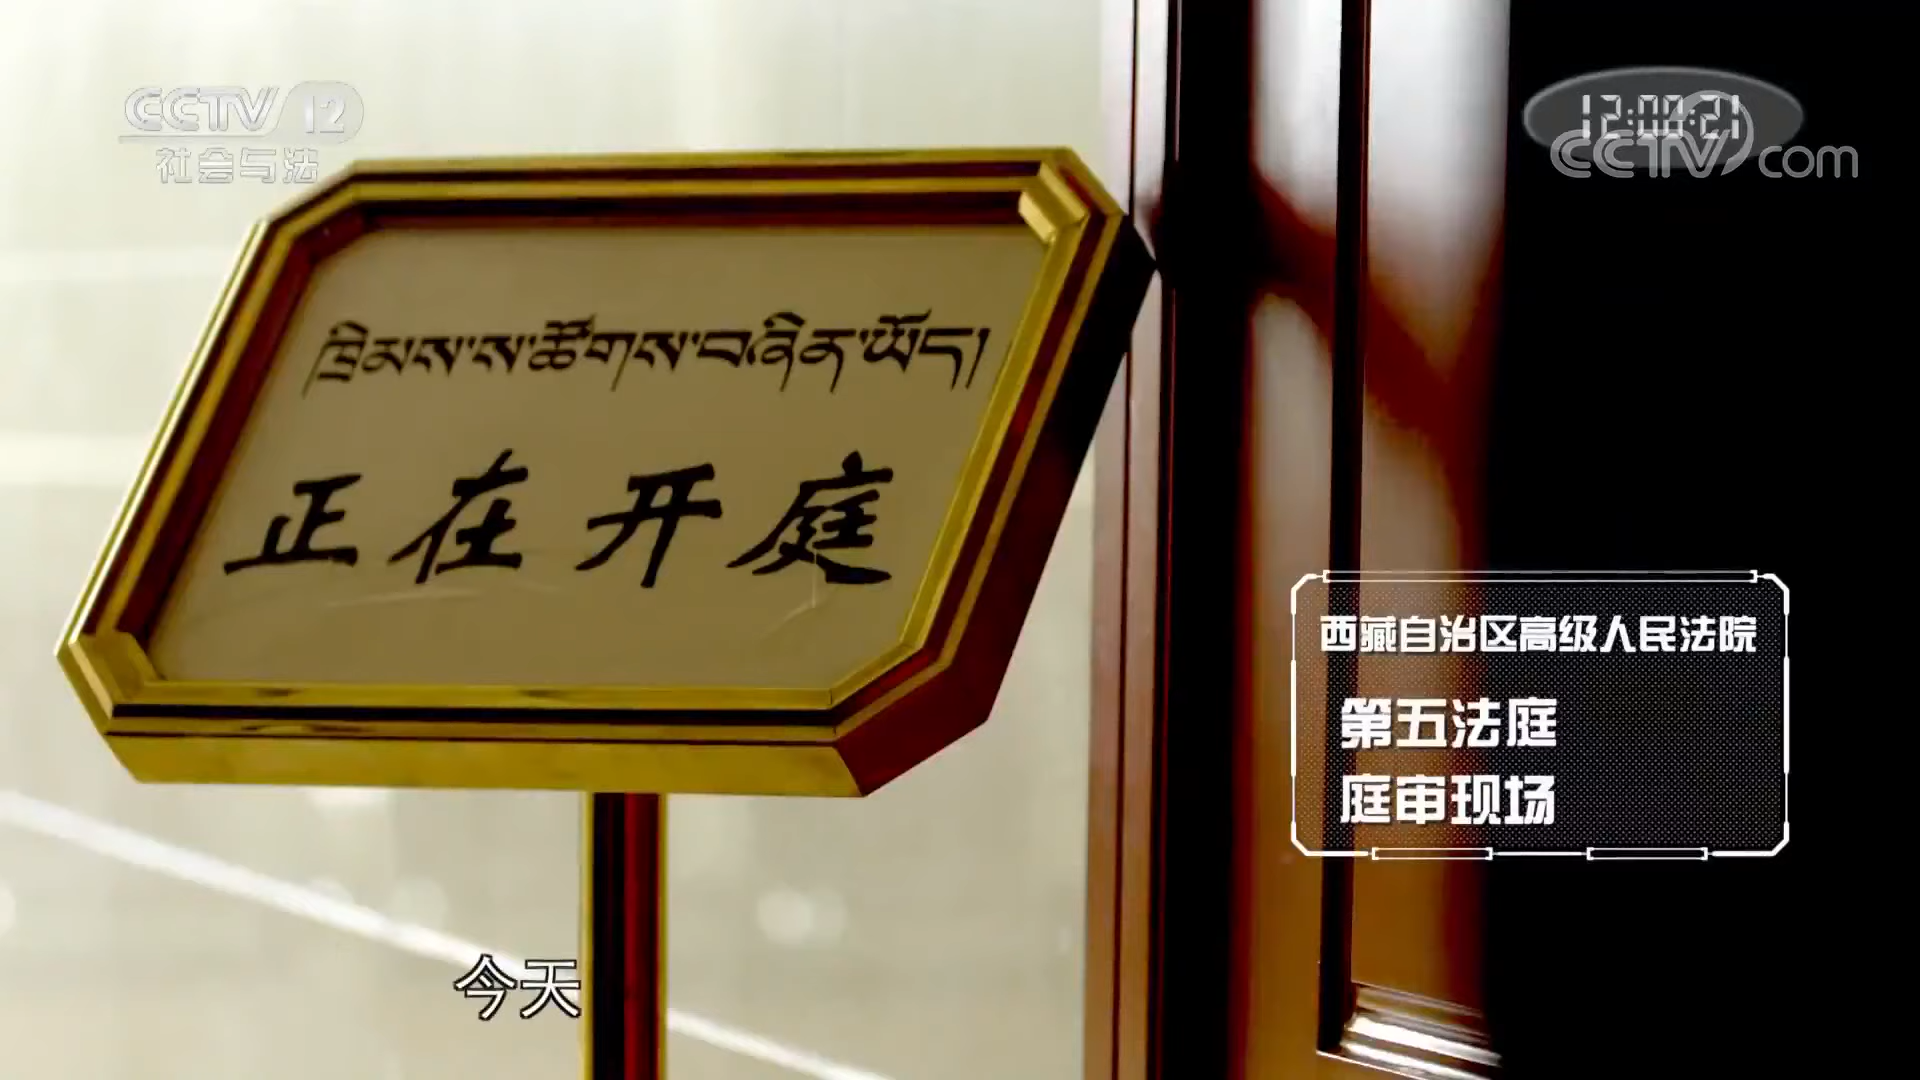 CCTV 12
社会与法
12:00:21
CCTV com
ཁྲིམས་ས་ཚོགས་བཞིན་ཡོད།
正在开庭
西藏自治区高级人民法院
第五法庭
庭审现场
今天